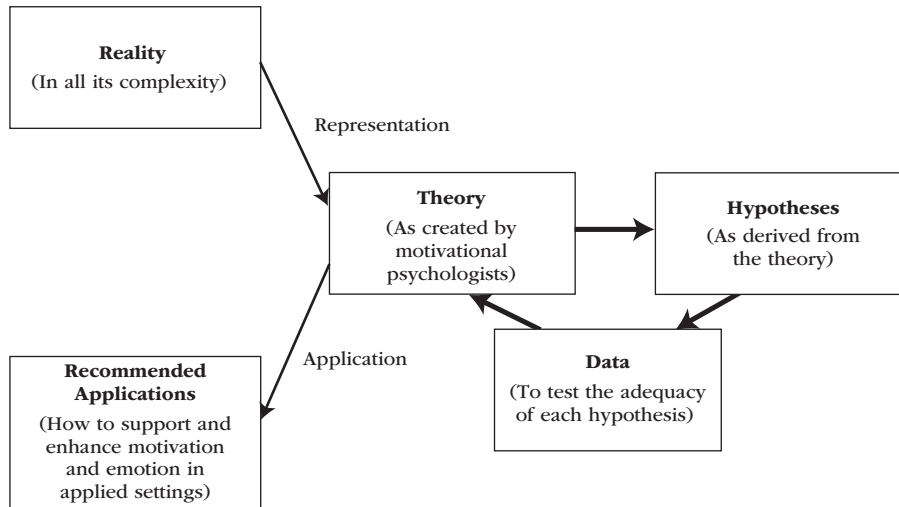 Reality
(In all its complexity)
Representation
Theory
(As created by
motivational
psychologists)
Hypotheses
(As derived from
the theory)
Data
(To test the adequacy
of each hypothesis)
Application
Recommended
Applications
(How to support and
enhance motivation
and emotion in
applied settings)